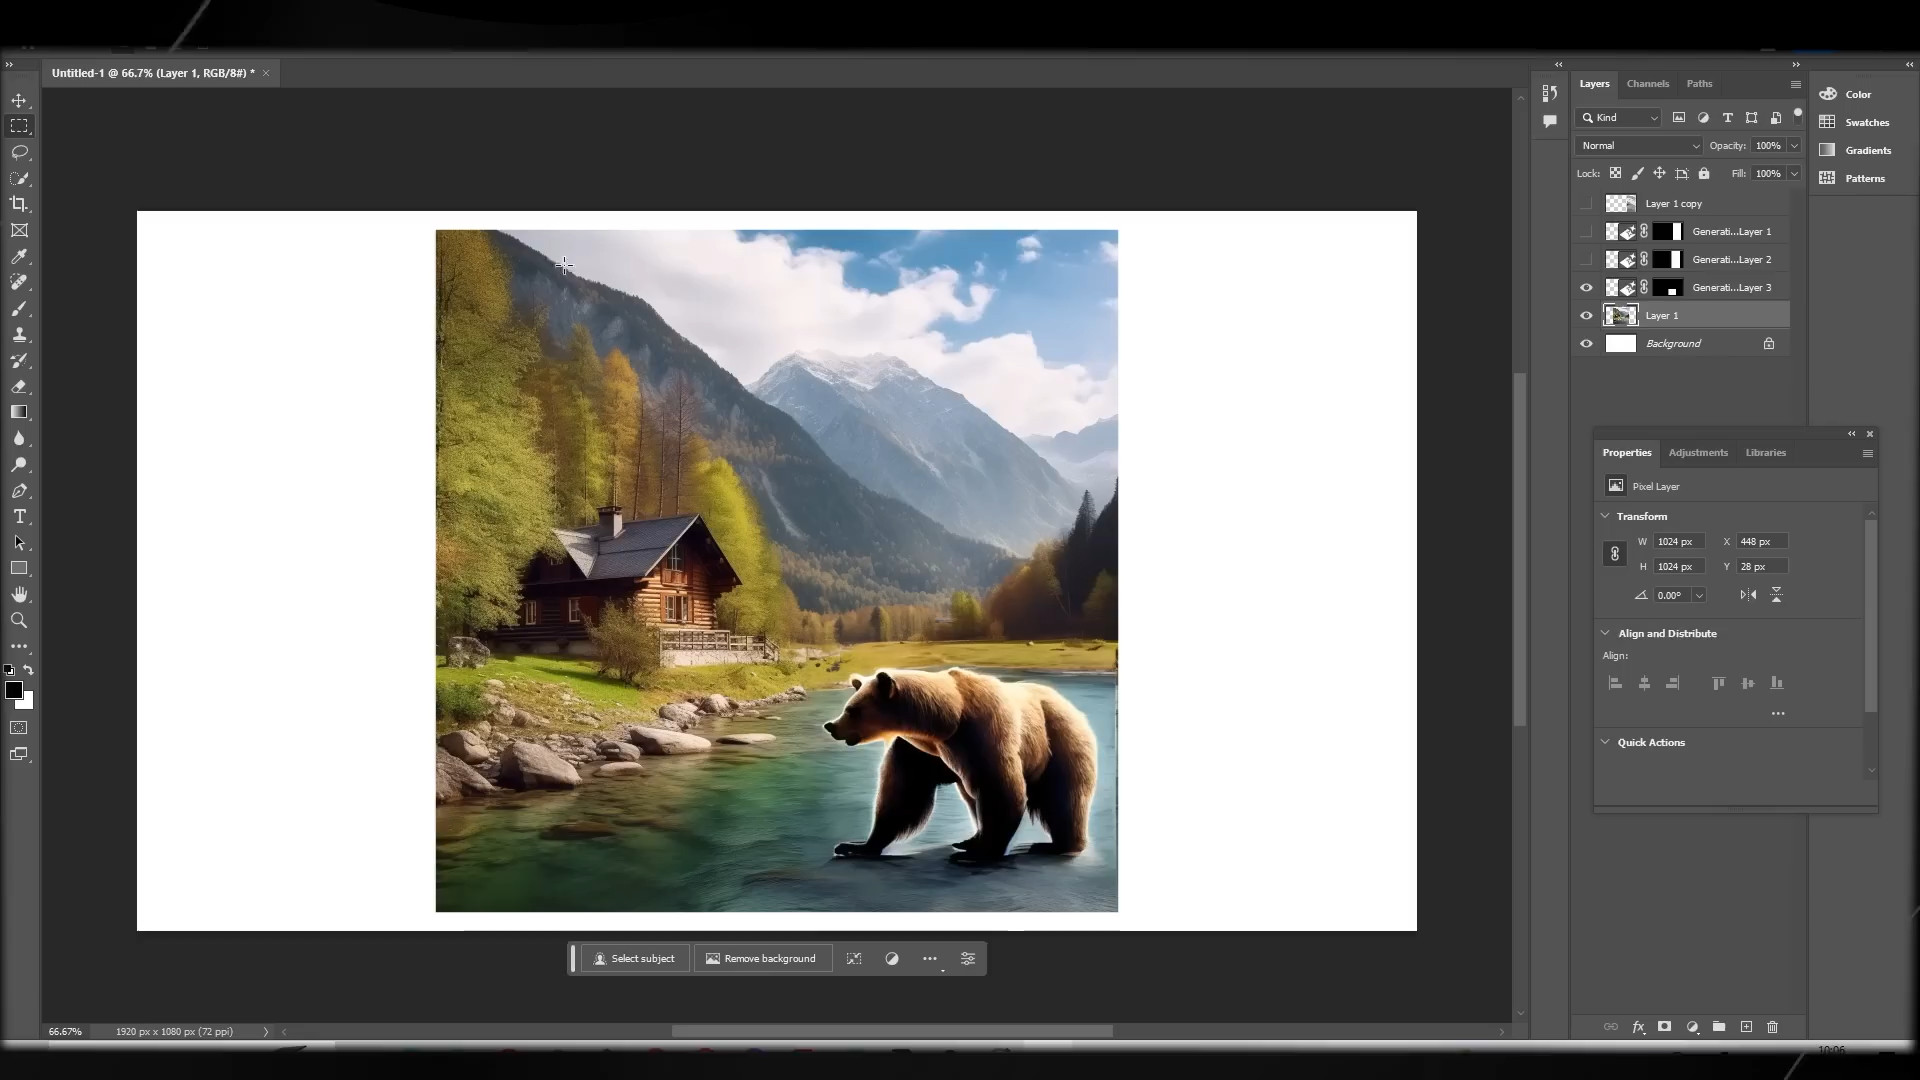 Untitled-1 @ 66.7% (Layer 1, RGB/8#) *
Layers Channels Paths
Color
Kind
Swatches
Normal Opacity: 100%
Gradients
Lock: Fill: 100%
Patterns
Layer 1 copy
Generati...Layer 1
Generati...Layer 2
Generati...Layer 3
Layer 1
Background
Properties Adjustments Libraries
Pixel Layer
Transform
W 1024 px X 448 px
H 1024 px Y 28 px
0.00°
Align and Distribute
Align:
Quick Actions
Select subject Remove background
66.67% 1920 px x 1080 px (72 ppi)
10:06